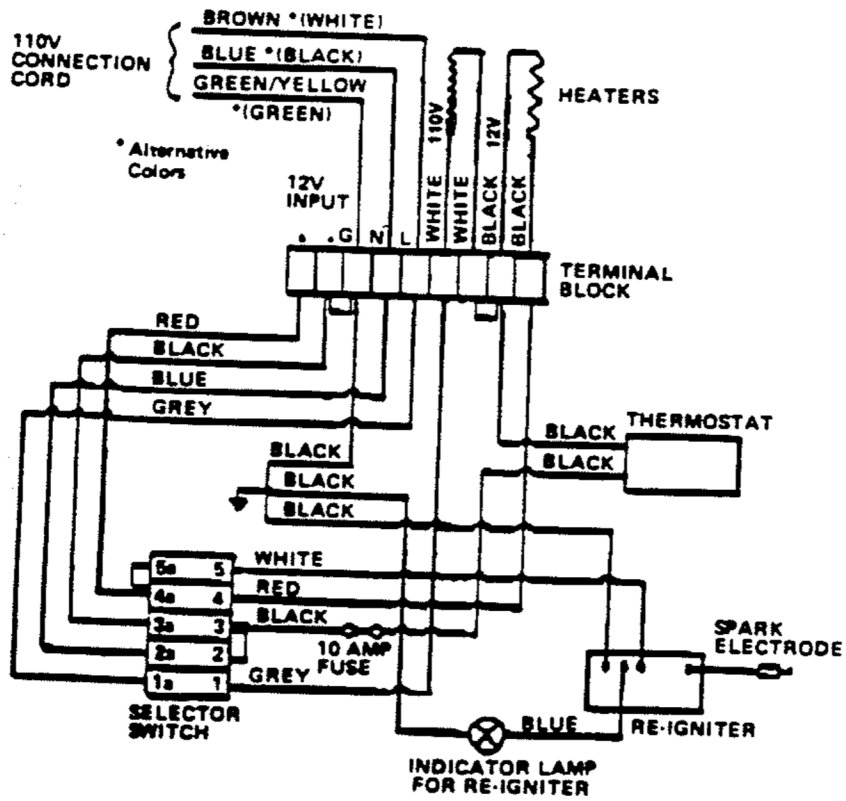 BROWN *(WHITE)
110V
CONNECTION
CORD
BLUE *(BLACK)
GREEN/YELLOW
*(GREEN)
* Alternative
Colors
HEATERS
110V
12V
WHITE
WHITE
BLACK
BLACK
12V
INPUT
G
N
L
TERMINAL
BLOCK
RED
BLACK
BLUE
GREY
THERMOSTAT
BLACK
BLACK
BLACK
BLACK
BLACK
5a 5
WHITE
4a 4
RED
3a 3
BLACK
2a 2
10 AMP
FUSE
1a 1
GREY
SELECTOR
SWITCH
SPARK
ELECTRODE
BLUE
RE-IGNITER
INDICATOR LAMP
FOR RE-IGNITER